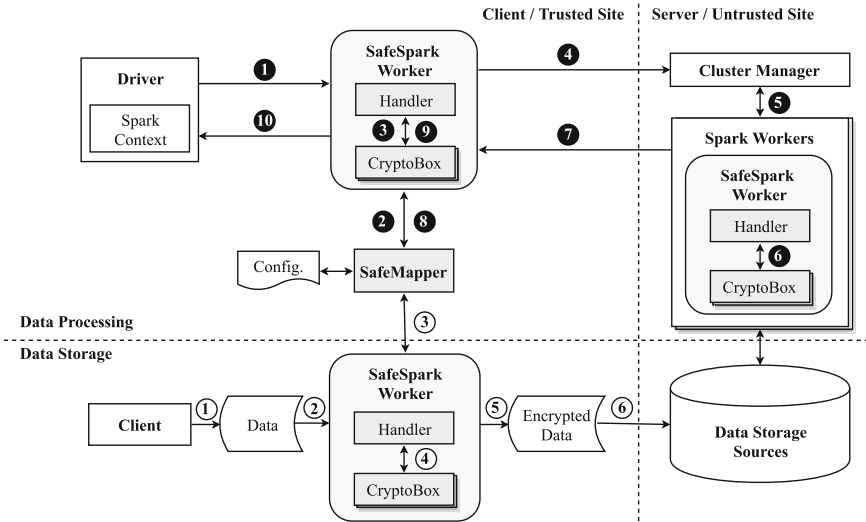 Client / Trusted Site
Server / Untrusted Site
Driver
Spark
Context
1
10
SafeSpark
Worker
Handler
3 9
CryptoBox
4
7
Cluster Manager
5
Spark Workers
SafeSpark
Worker
Handler
6
CryptoBox
2 8
Config.
SafeMapper
3
Data Processing
Data Storage
Client
1
Data
2
SafeSpark
Worker
Handler
4
CryptoBox
5
Encrypted
Data
6
Data Storage
Sources